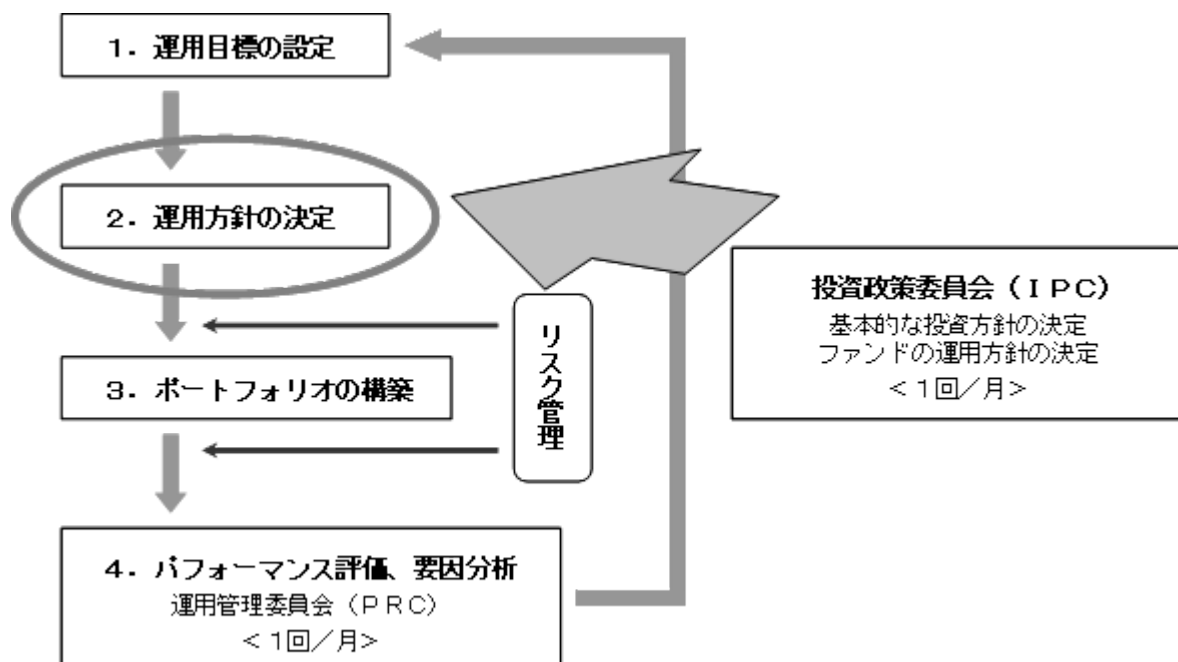 １．運用目標の設定
２．運用方針の決定
投資政策委員会（ＩＰＣ）
基本的な投資方針の決定
ファンドの運用方針の決定
＜１回／月＞
リスク管理
３．ポートフォリオの構築
４．パフォーマンス評価、要因分析
運用管理委員会（ＰＲＣ）
＜１回／月＞